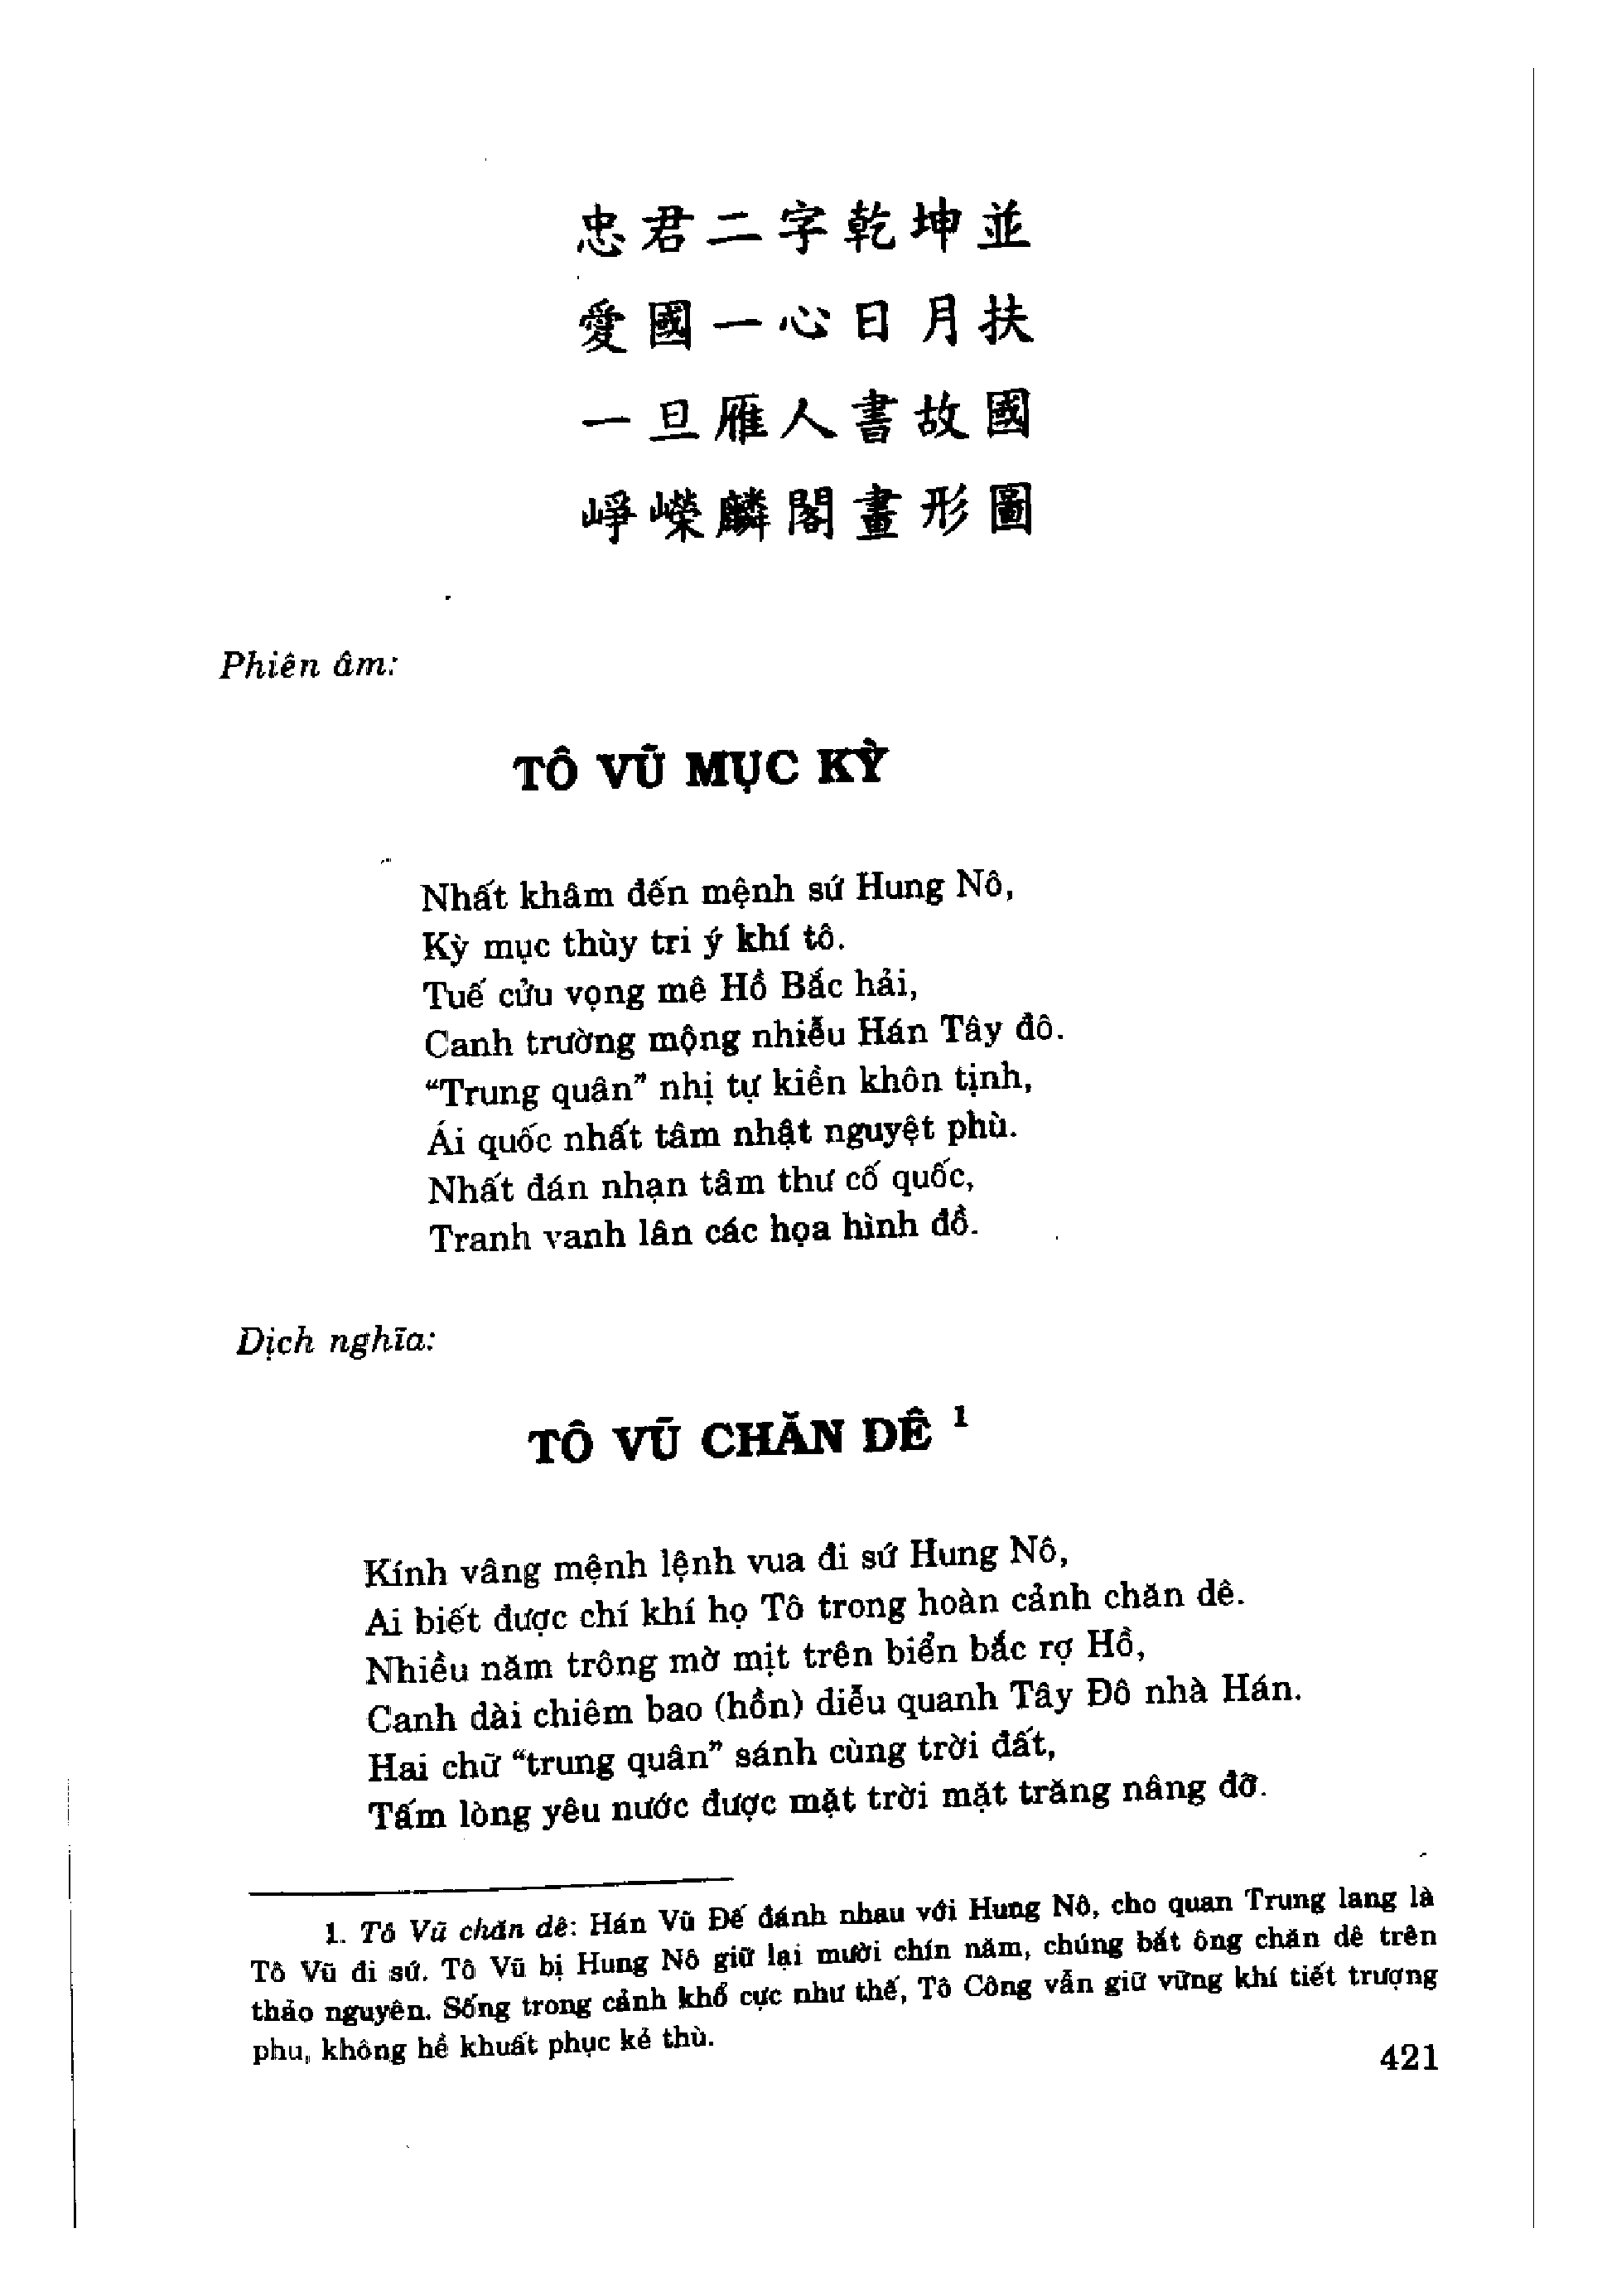 忠君二字乾坤並
愛國一心日月扶
一旦雁人書故國
崢嶸麟閣畫形圖
Phiên âm:
TÔ VŨ MỤC KỲ
Nhất khâm đến mệnh sứ Hung Nô,
Kỳ mục thùy tri ý khí tô.
Tuế cửu vọng mê Hồ Bắc hải,
Canh trường mộng nhiễu Hán Tây đô.
“Trung quân” nhị tự kiền khôn tịnh,
Ái quốc nhất tâm nhật nguyệt phù.
Nhất đán nhạn tâm thư cố quốc,
Tranh vanh lân các họa hình đồ.
Dịch nghĩa:
TÔ VŨ CHĂN DÊ 1
Kính vâng mệnh lệnh vua đi sứ Hung Nô,
Ai biết được chí khí họ Tô trong hoàn cảnh chăn dê.
Nhiều năm trông mờ mịt trên biển bắc rợ Hồ,
Canh dài chiêm bao (hồn) diễu quanh Tây Đô nhà Hán.
Hai chữ “trung quân” sánh cùng trời đất,
Tấm lòng yêu nước được mặt trời mặt trăng nâng đỡ.
1. Tô Vũ chăn dê: Hán Vũ Đế đánh nhau với Hung Nô, cho quan Trung lang là
Tô Vũ đi sứ. Tô Vũ bị Hung Nô giữ lại mười chín năm, chúng bắt ông chăn dê trên
thảo nguyên. Sống trong cảnh khổ cực như thế, Tô Công vẫn giữ vững khí tiết trượng
phu, không hề khuất phục kẻ thù.
421